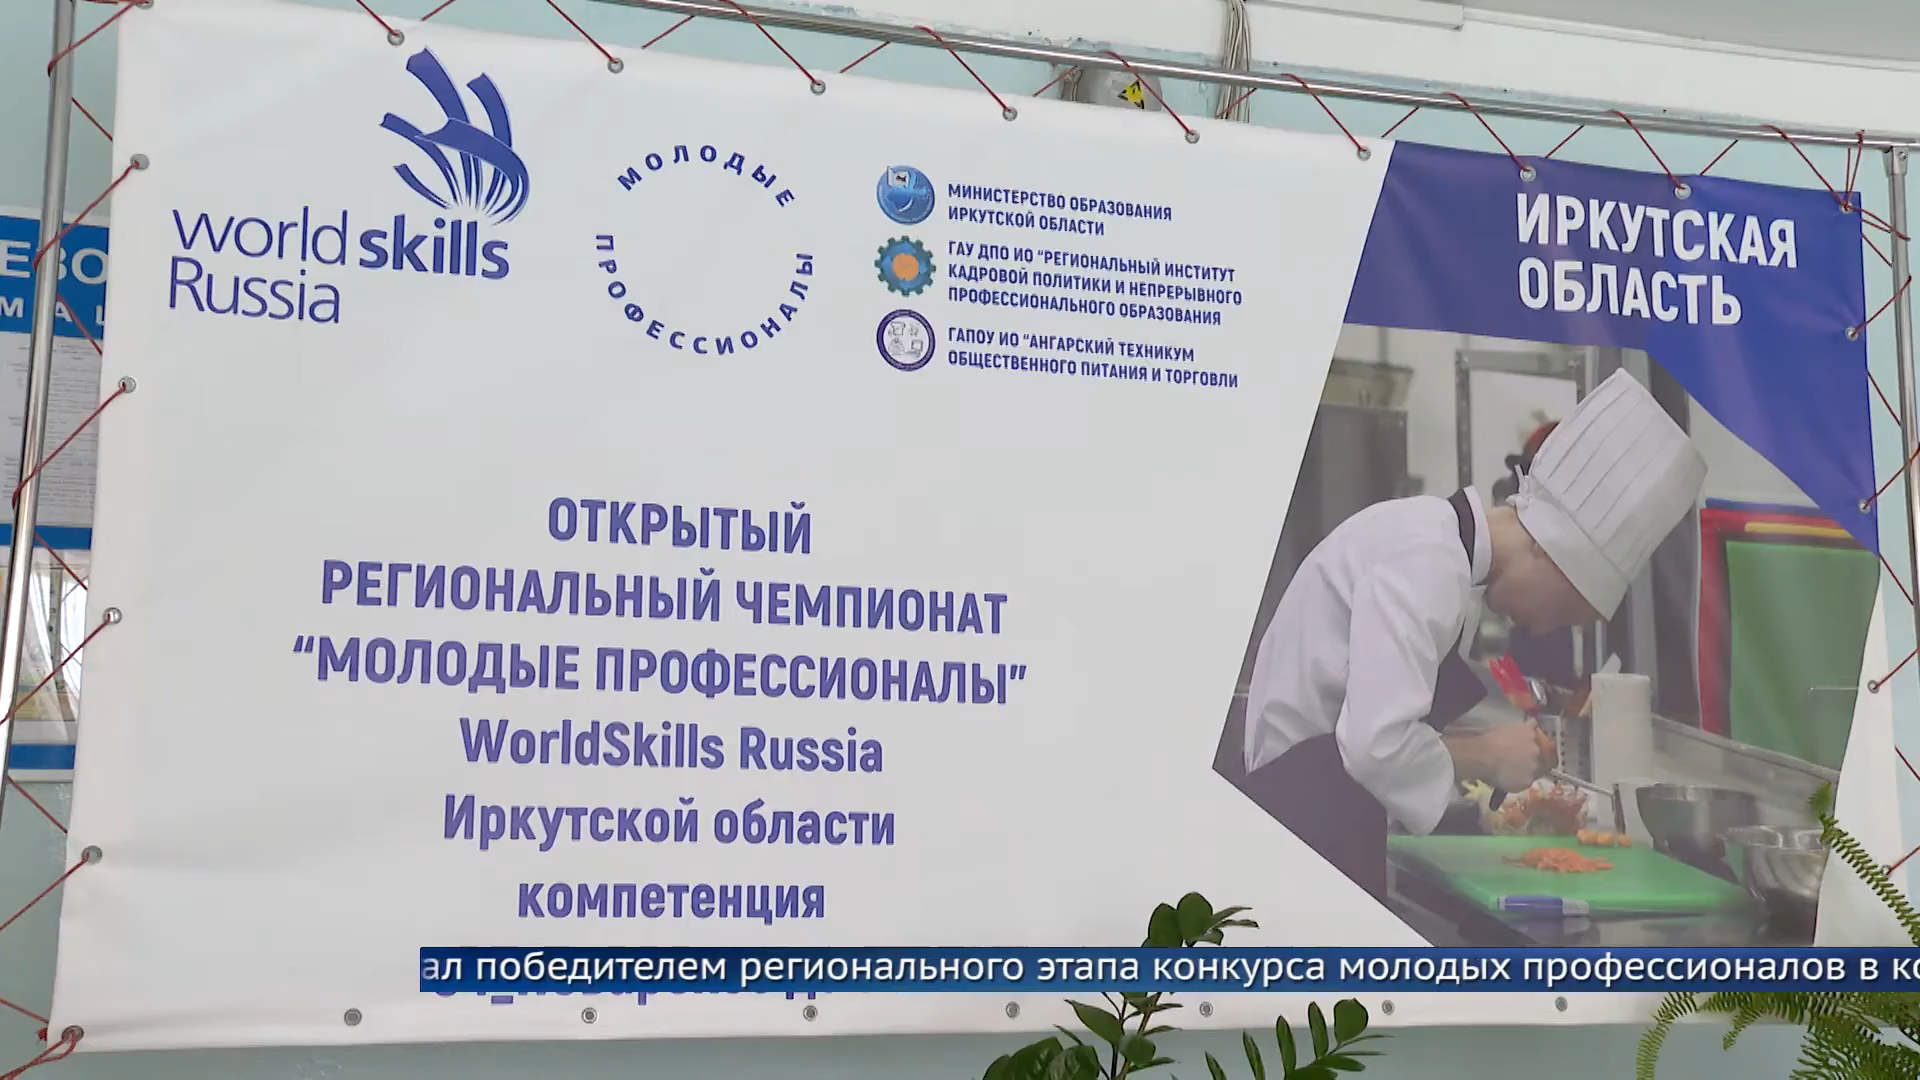 world skills
Russia
МОЛОДЫЕ
ПРОФЕССИОНАЛЫ
МИНИСТЕРСТВО ОБРАЗОВАНИЯ
ИРКУТСКОЙ ОБЛАСТИ
ГАУ ДПО ИО "РЕГИОНАЛЬНЫЙ ИНСТИТУТ
КАДРОВОЙ ПОЛИТИКИ И НЕПРЕРЫВНОГО
ПРОФЕССИОНАЛЬНОГО ОБРАЗОВАНИЯ
ГАПОУ ИО "АНГАРСКИЙ ТЕХНИКУМ
ОБЩЕСТВЕННОГО ПИТАНИЯ И ТОРГОВЛИ
ИРКУТСКАЯ
ОБЛАСТЬ
ОТКРЫТЫЙ
РЕГИОНАЛЬНЫЙ ЧЕМПИОНАТ
“МОЛОДЫЕ ПРОФЕССИОНАЛЫ”
WorldSkills Russia
Иркутской области
компетенция
ал победителем регионального этапа конкурса молодых профессионалов в ко